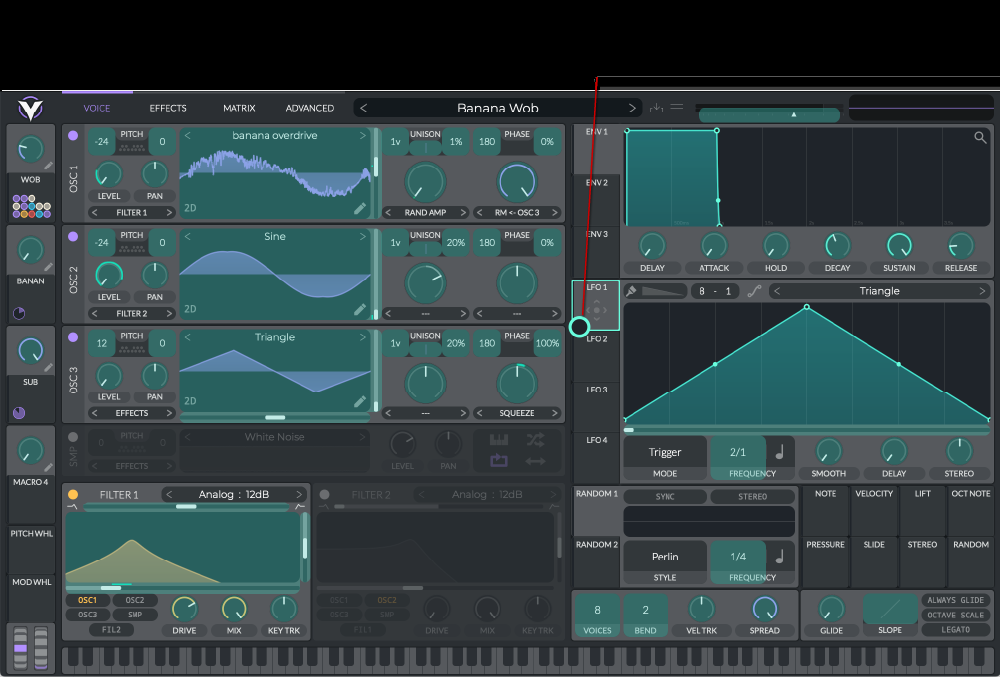 VOICE EFFECTS MATRIX ADVANCED < Banana Wob >
WOB
BANAN
SUB
MACRO 4
PITCH WHL
MOD WHL
OSC 1
-24 PITCH 0
LEVEL PAN
< FILTER 1 >
< banana overdrive >
2D
1v UNISON 1% 180 PHASE 0%
< RAND AMP > < RM <- OSC 3 >
OSC 2
-24 PITCH 0
LEVEL PAN
< FILTER 2 >
< Sine >
2D
1v UNISON 20% 180 PHASE 0%
< --- > < --- >
OSC 3
12 PITCH 0
LEVEL PAN
< EFFECTS >
< Triangle >
2D
1v UNISON 20% 180 PHASE 100%
< --- > < SQUEEZE >
SMP
0 PITCH 0
< EFFECTS >
< White Noise >
LEVEL PAN
FILTER 1 < Analog : 12dB >
OSC1 OSC2
OSC3 SMP
FIL2
DRIVE MIX KEY TRK
FILTER 2 < Analog : 12dB >
OSC1 OSC2
OSC3 SMP
FIL1
DRIVE MIX KEY TRK
ENV 1
ENV 2
ENV 3
DELAY ATTACK HOLD DECAY SUSTAIN RELEASE
LFO 1
LFO 2
LFO 3
LFO 4
8 - 1 < Triangle >
Trigger 2/1
MODE FREQUENCY SMOOTH DELAY STEREO
RANDOM 1
RANDOM 2
SYNC STEREO
Perlin 1/4
STYLE FREQUENCY
NOTE VELOCITY LIFT OCT NOTE
PRESSURE SLIDE STEREO RANDOM
8 2
VOICES BEND VEL TRK SPREAD
GLIDE SLOPE
ALWAYS GLIDE
OCTAVE SCALE
LEGATO